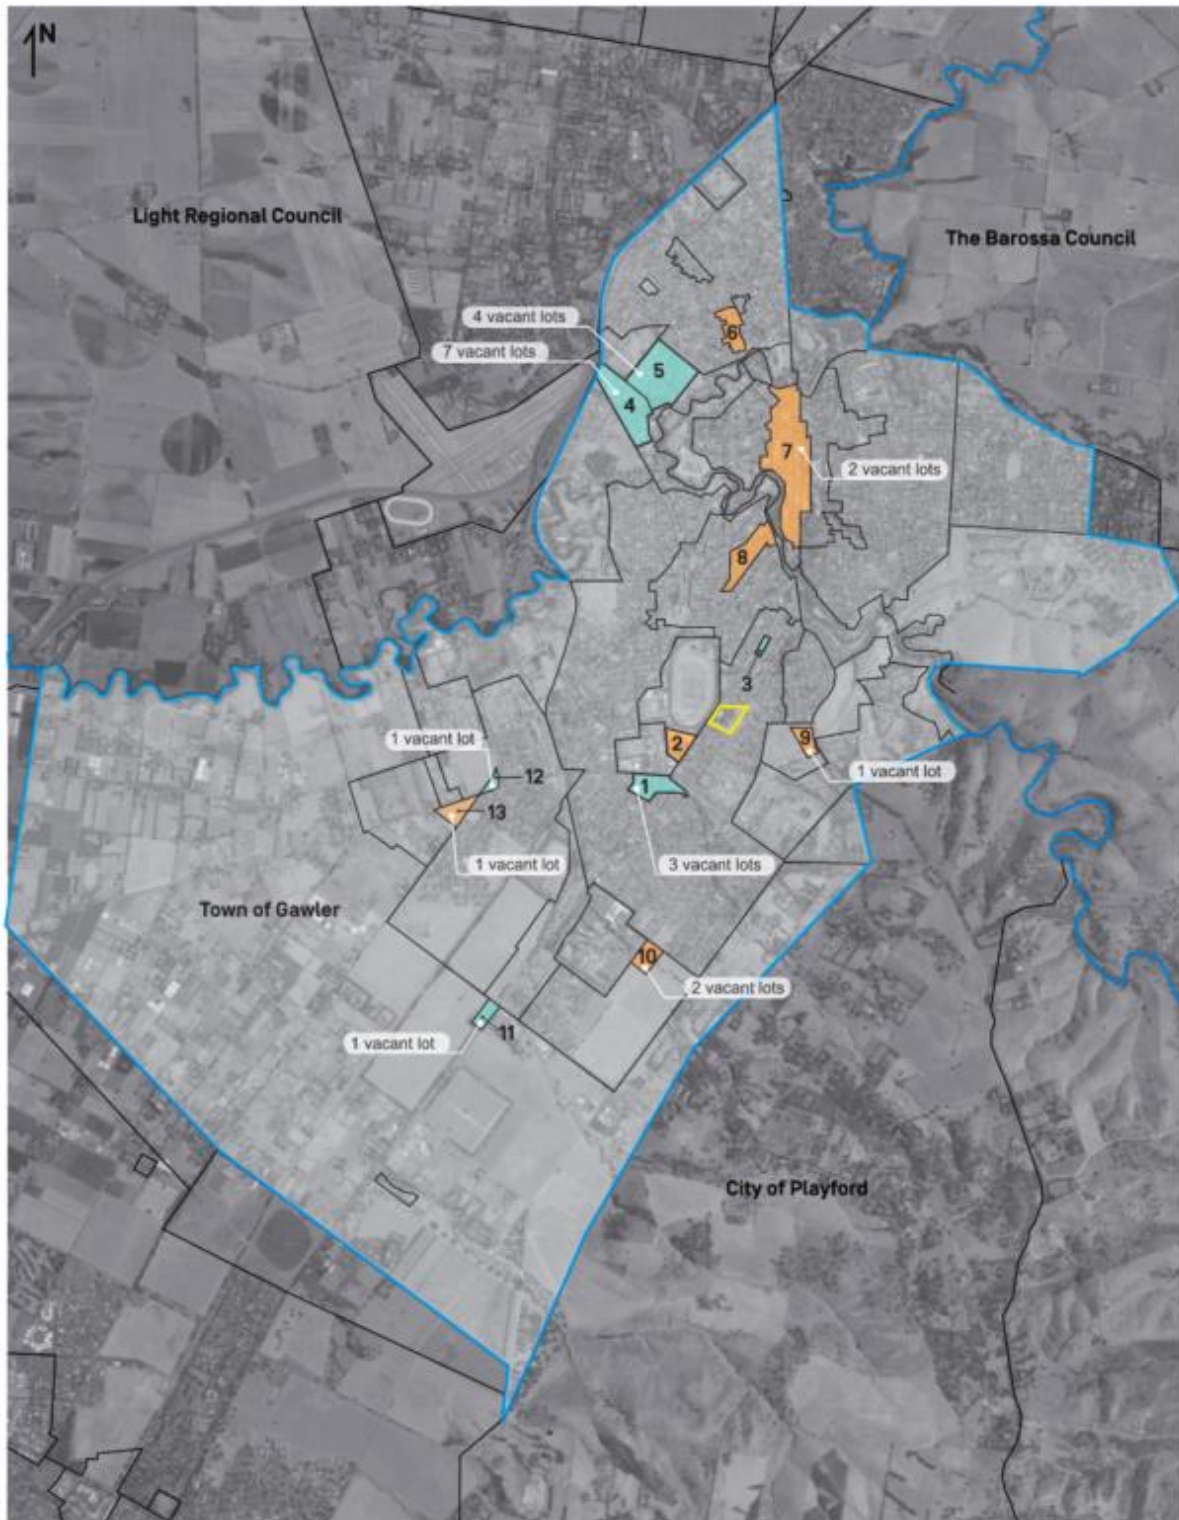 N
Light Regional Council
The Barossa Council
4 vacant lots
6
7 vacant lots
5
4
7
2 vacant lots
8
3
2
9
1 vacant lot
1 vacant lot
12
1
13
1 vacant lot
3 vacant lots
Town of Gawler
10
2 vacant lots
11
1 vacant lot
City of Playford